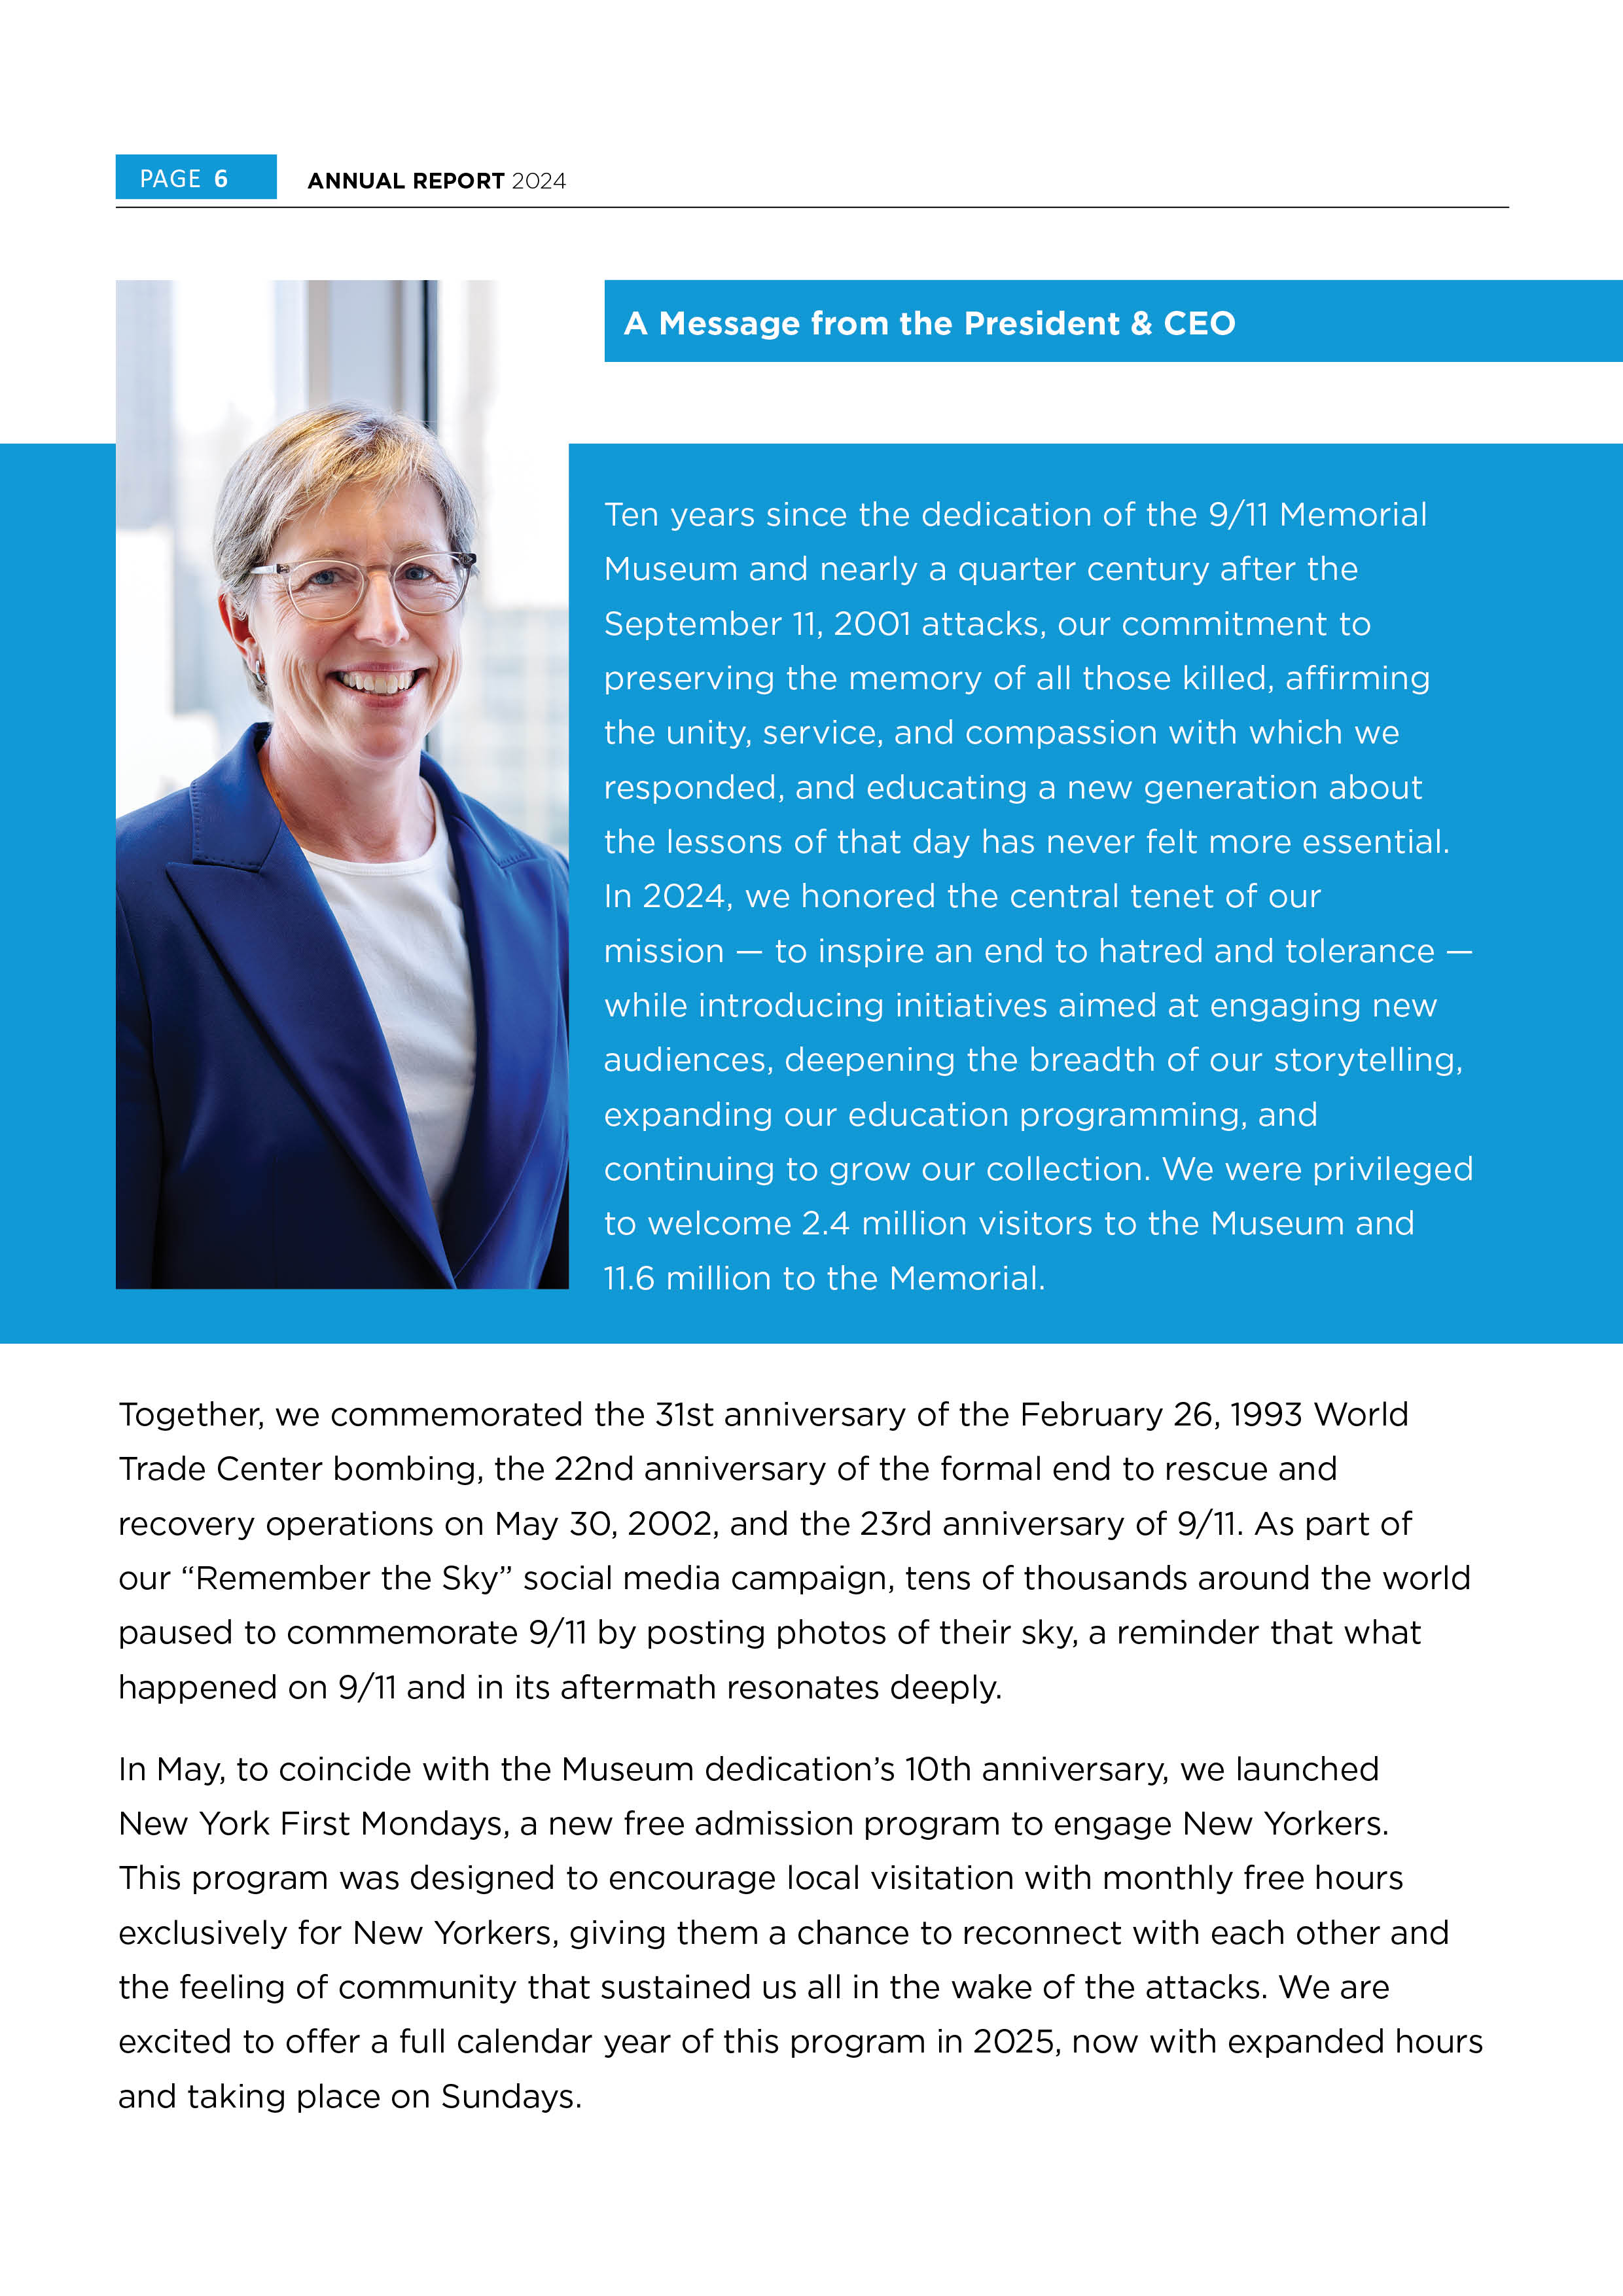 PAGE 6
ANNUAL REPORT 2024
A Message from the President & CEO
Ten years since the dedication of the 9/11 Memorial
Museum and nearly a quarter century after the
September 11, 2001 attacks, our commitment to
preserving the memory of all those killed, affirming
the unity, service, and compassion with which we
responded, and educating a new generation about
the lessons of that day has never felt more essential.
In 2024, we honored the central tenet of our
mission — to inspire an end to hatred and tolerance —
while introducing initiatives aimed at engaging new
audiences, deepening the breadth of our storytelling,
expanding our education programming, and
continuing to grow our collection. We were privileged
to welcome 2.4 million visitors to the Museum and
11.6 million to the Memorial.
Together, we commemorated the 31st anniversary of the February 26, 1993 World
Trade Center bombing, the 22nd anniversary of the formal end to rescue and
recovery operations on May 30, 2002, and the 23rd anniversary of 9/11. As part of
our “Remember the Sky” social media campaign, tens of thousands around the world
paused to commemorate 9/11 by posting photos of their sky, a reminder that what
happened on 9/11 and in its aftermath resonates deeply.
In May, to coincide with the Museum dedication’s 10th anniversary, we launched
New York First Mondays, a new free admission program to engage New Yorkers.
This program was designed to encourage local visitation with monthly free hours
exclusively for New Yorkers, giving them a chance to reconnect with each other and
the feeling of community that sustained us all in the wake of the attacks. We are
excited to offer a full calendar year of this program in 2025, now with expanded hours
and taking place on Sundays.